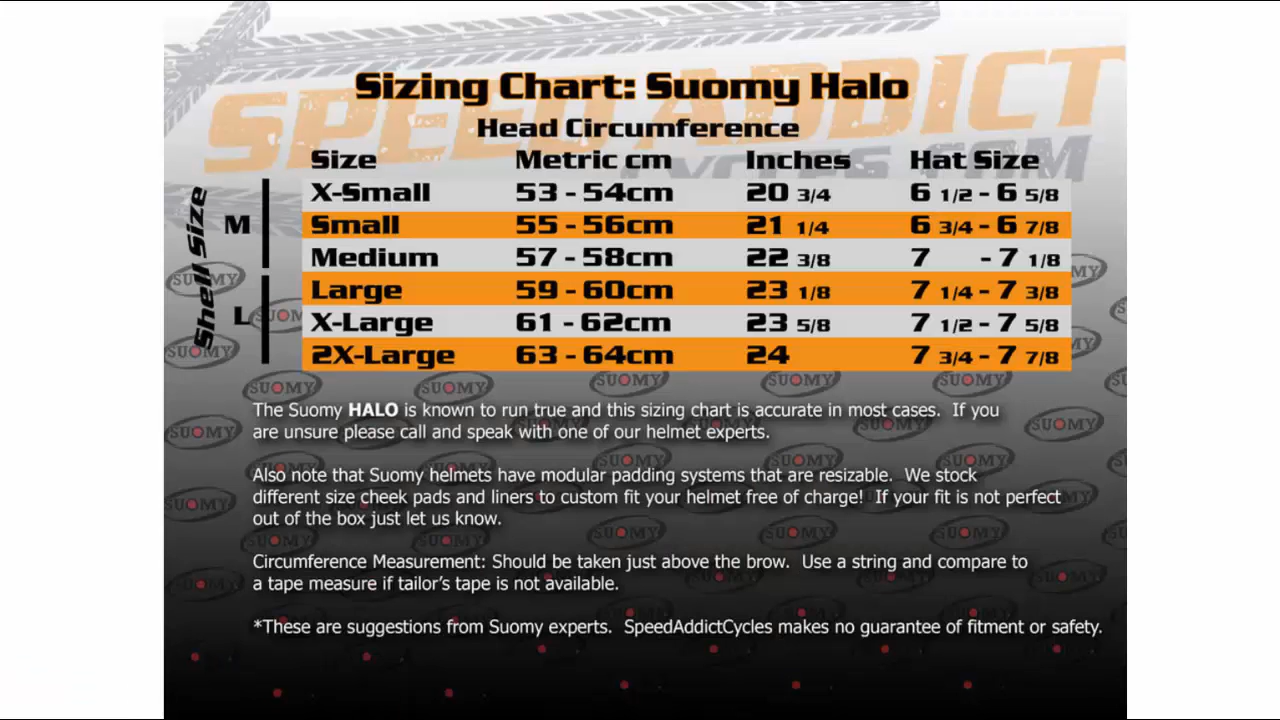 SPEED ADDICT
CYCLES.COM
Sizing Chart: Suomy Halo
Head Circumference
Size Metric cm Inches Hat Size
X-Small 53 - 54cm 20 3/4 6 1/2 - 6 5/8
Small 55 - 56cm 21 1/4 6 3/4 - 6 7/8
Medium 57 - 58cm 22 3/8 7 - 7 1/8
Large 59 - 60cm 23 1/8 7 1/4 - 7 3/8
X-Large 61 - 62cm 23 5/8 7 1/2 - 7 5/8
2X-Large 63 - 64cm 24 7 3/4 - 7 7/8
Shell Size
M
L
The Suomy HALO is known to run true and this sizing chart is accurate in most cases. If you
are unsure please call and speak with one of our helmet experts.
Also note that Suomy helmets have modular padding systems that are resizable. We stock
different size cheek pads and liners to custom fit your helmet free of charge! If your fit is not perfect
out of the box just let us know.
Circumference Measurement: Should be taken just above the brow. Use a string and compare to
a tape measure if tailor's tape is not available.
*These are suggestions from Suomy experts. SpeedAddictCycles makes no guarantee of fitment or safety.
SUOMY